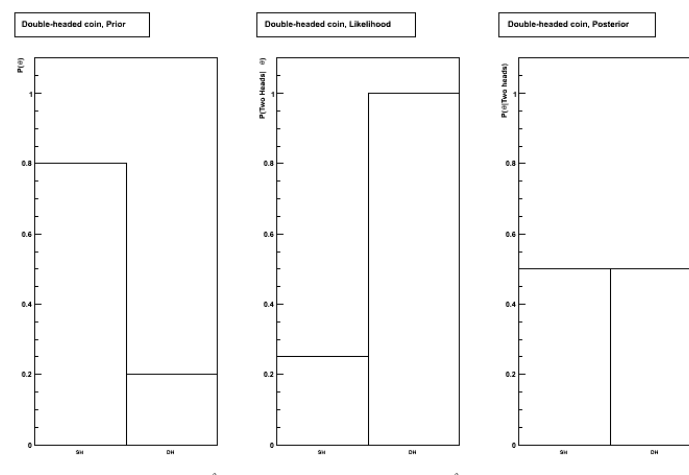 Double-headed coin, Prior
P(θ)
1
0.8
0.6
0.4
0.2
0
SH DH
Double-headed coin, Likelihood
P(Two Heads| θ)
1
0.8
0.6
0.4
0.2
0
SH DH
Double-headed coin, Posterior
P(θ|Two heads)
1
0.8
0.6
0.4
0.2
0
SH DH